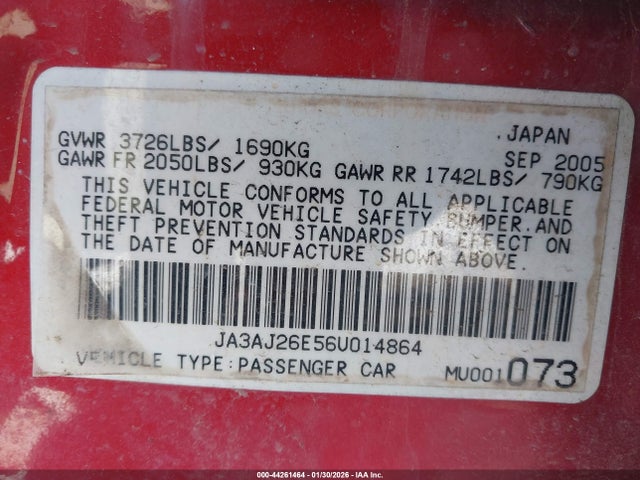 .JAPAN
GVWR 3726LBS/ 1690KG SEP 2005
GAWR FR 2050LBS/ 930KG GAWR RR 1742LBS/ 790KG
THIS VEHICLE CONFORMS TO ALL APPLICABLE
FEDERAL MOTOR VEHICLE SAFETY, BUMPER, AND
THEFT PREVENTION STANDARDS IN EFFECT ON
THE DATE OF MANUFACTURE SHOWN ABOVE.
JA3AJ26E56U014864
VEHICLE TYPE:PASSENGER CAR MU001073
000-44261464 | 01/30/2026 | IAA Inc.